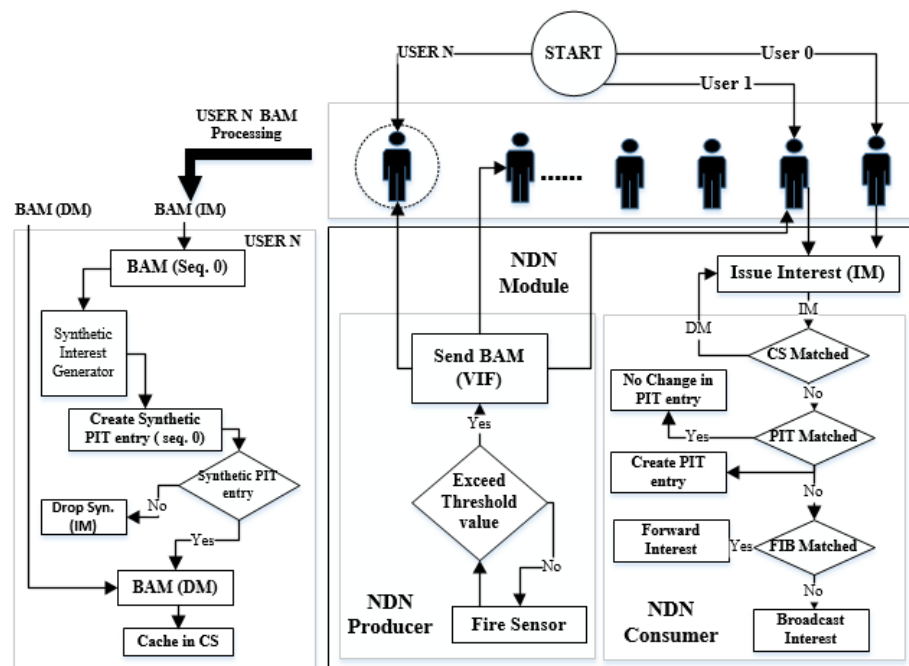 USER N
START
User 0
User 1
USER N BAM
Processing
......
BAM (DM)
BAM (IM)
USER N
BAM (Seq. 0)
Synthetic
Interest
Generator
Create Synthetic
PIT entry ( seq. 0)
Synthetic PIT
entry
No
Drop Syn.
(IM)
Yes
BAM (DM)
Cache in CS
NDN
Module
Send BAM
(VIF)
Yes
Exceed
Threshold
value
No
NDN
Producer
Fire Sensor
Issue Interest (IM)
DM
IM
CS Matched
No Change in
PIT entry
No
Yes
PIT Matched
Create PIT
entry
No
Forward
Interest
Yes
FIB Matched
No
NDN
Consumer
Broadcast
Interest